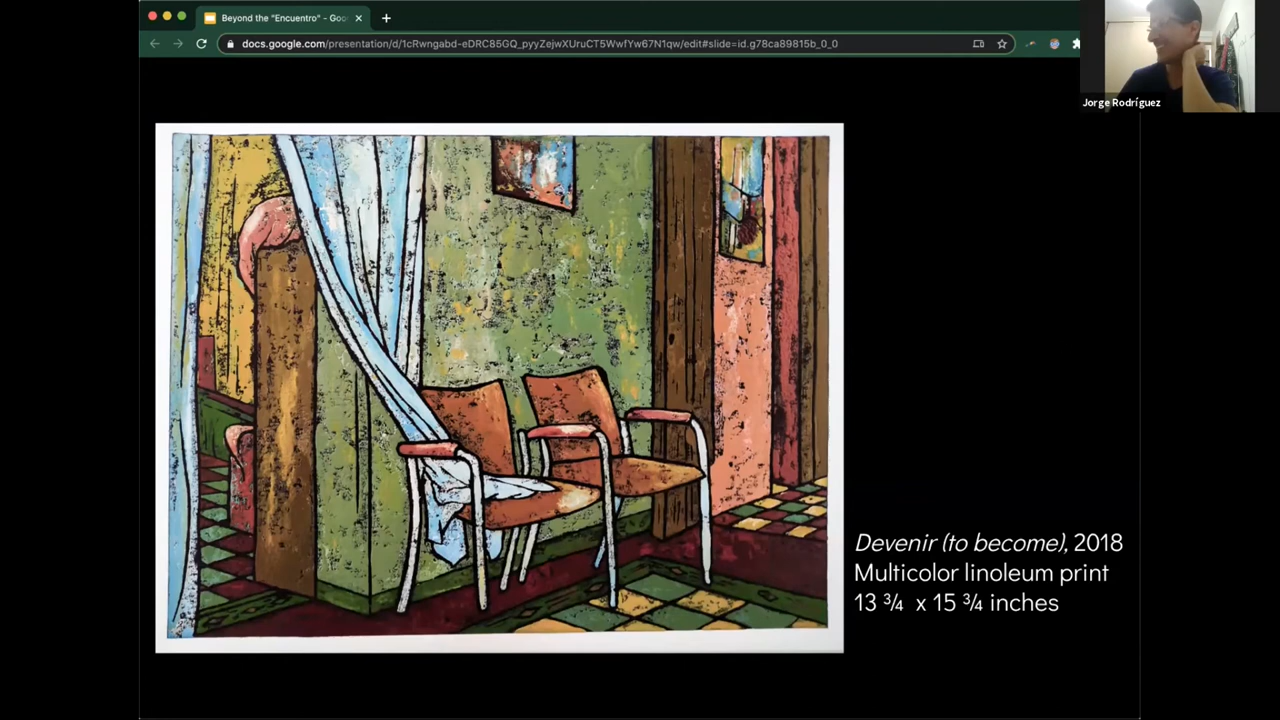 Beyond the "Encuentro" - Goo
docs.google.com/presentation/d/1cRwngabd-eDRC85GQ_pyyZejwXUruCT5WwfYw67N1qw/edit#slide=id.g78ca89815b_0_0
Jorge Rodríguez
Devenir (to become), 2018
Multicolor linoleum print
13 ¾ x 15 ¾ inches